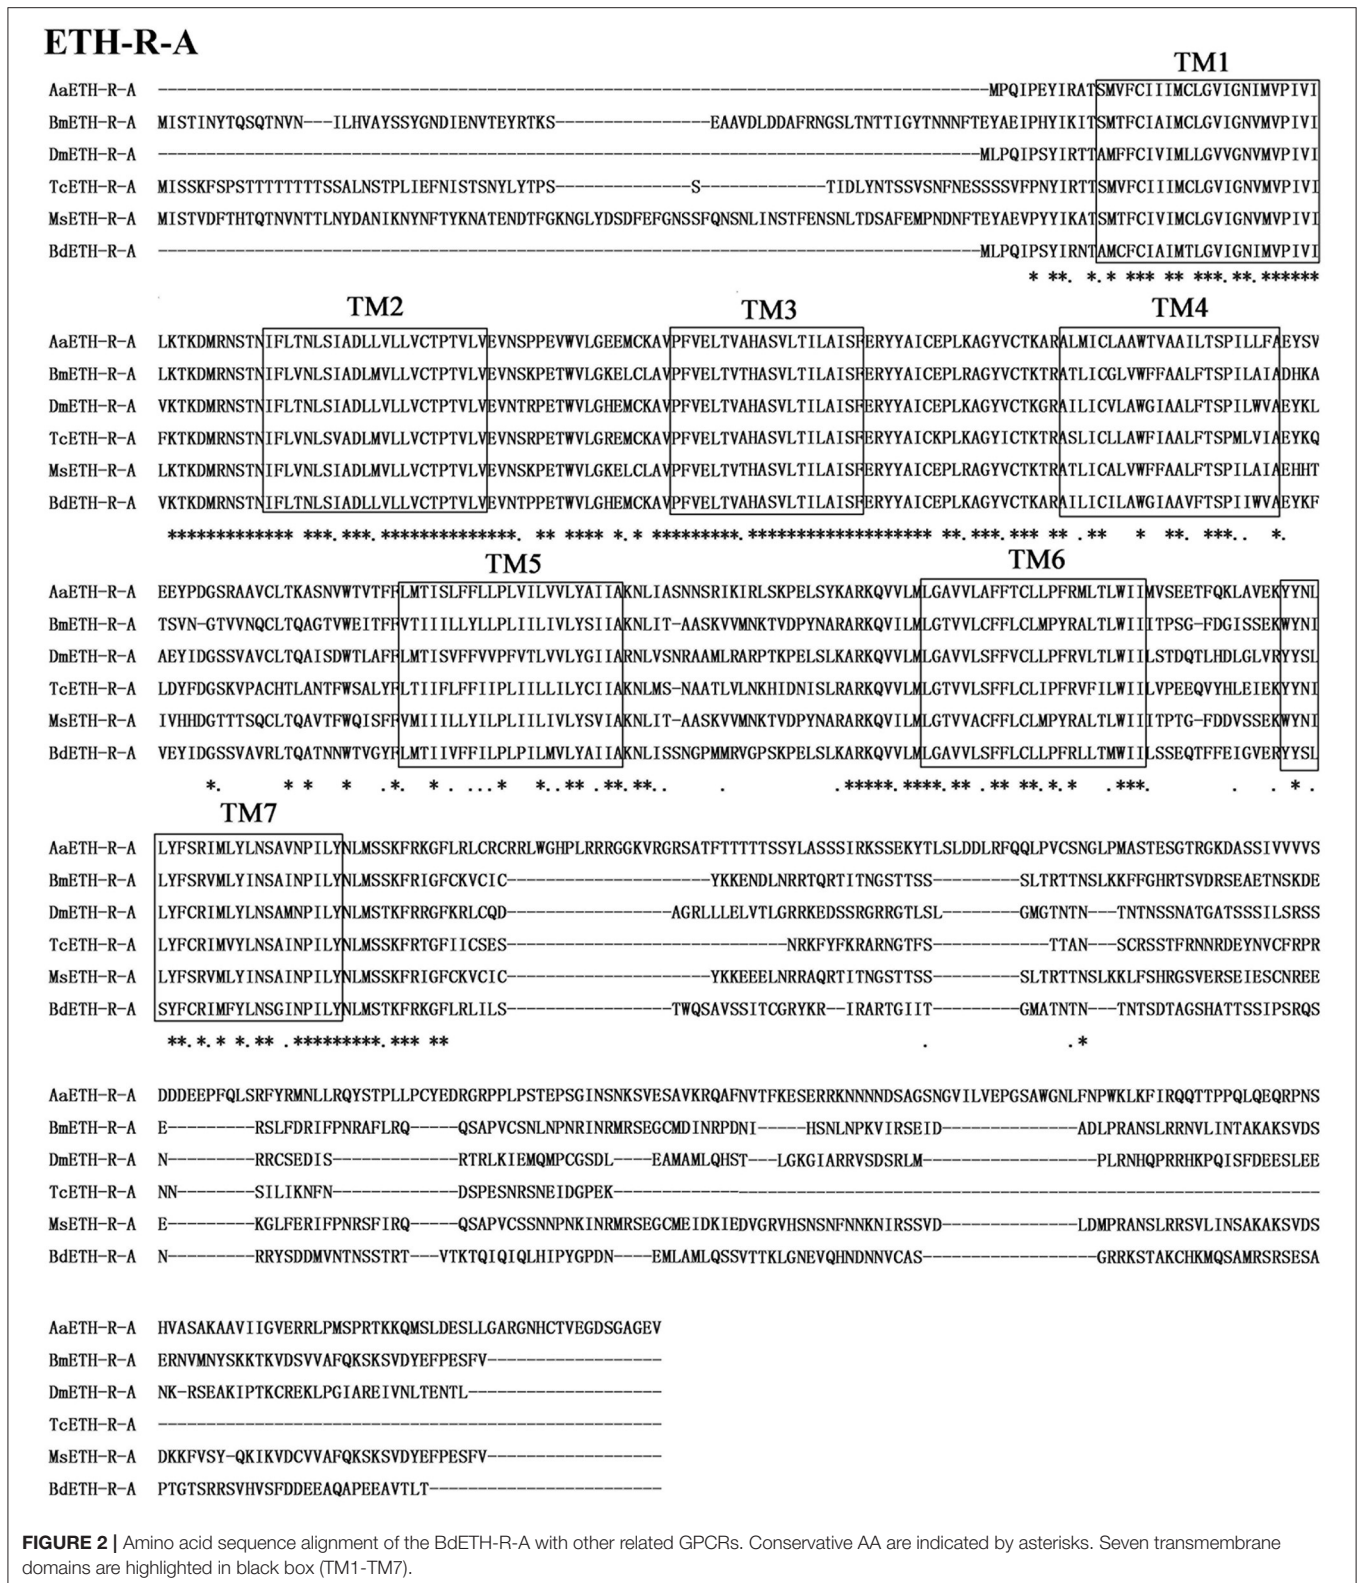 ETH-R-A
TM1
AaETH-R-A -------------------------------------------------------------------------------------MPQIPEYIRATSMVFCIIIMCLGVIGNIMVPIVI
BmETH-R-A MISTINYTQSQTNVN---ILHVAYSSYGNDIENVTEYRTKS----------------EAAVDLDDAFRNGSLTNTTIGYTNNNFTEYAEIPHYIKITSMTFCIAIMCLGVIGNVMVPIVI
DmETH-R-A ------------------------------------------------------------------------------------MLPQIPSYIRTTAMFFCIVIMLLGVVGNVMVPIVI
TcETH-R-A MISSKFSPSTTTTTTTTSSALNSTPLIEFNISTSNYLYTPS--------------S-------------TIDLYNTSSVSNFNESSSSVFPNYIRTTSMVFCIIIMCLGVIGNVMVPIVI
MsETH-R-A MISTVDFTHTQTNVNTTLNYDANIKNYNFTYKNATENDTFGKNGLYDSDFEFGNSSFQNSNLINSTFENSNLTDSAFEMPNDNFTEYAEVPYYIKATSMTFCIVIMCLGVIGNVMVPIVI
BdETH-R-A ------------------------------------------------------------------------------------MLPQIPSYIRNTAMCFCIAIMTLGVIGNIMVPIVI
* **. *.* *** ** ***.**.******
TM2 TM3 TM4
AaETH-R-A LKTKDMRNSTNIFLTNLSIADLLVLLVCTPTVLVEVNSPPEVWVLGEEMCKAVPFVELTVAHASVLTILAISFERYYAICEPLKAGYVCTKARALMICLAAWTVAAILTSPILLFAEYSV
BmETH-R-A LKTKDMRNSTNIFLVNLSIADLMVLLVCTPTVLVEVNSKPETWVLGKELCLAVPFVELTVTHASVLTILAISFERYYAICEPLRAGYVCTKTRATLICGLVWFFAALFTSPILAIADHKA
DmETH-R-A VKTKDMRNSTNIFLTNLSIADLLVLLVCTPTVLVEVNTRPETWVLGHEMCKAVPFVELTVAHASVLTILAISFERYYAICEPLKAGYVCTKGRAILICVLAWGIAALFTSPILWVAEYKL
TcETH-R-A FKTKDMRNSTNIFLVNLSVADLMVLLVCTPTVLVEVNSRPETWVLGREMCKAVPFVELTVAHASVLTILAISFERYYAICKPLKAGYICTKTRASLICLLAWFIAALFTSPMLVIAEYKQ
MsETH-R-A LKTKDMRNSTNIFLVNLSIADLMVLLVCTPTVLVEVNSKPETWVLGKELCLAVPFVELTVTHASVLTILAISFERYYAICEPLRAGYVCTKTRATLICALVWFFAALFTSPILAIAEHHT
BdETH-R-A VKTKDMRNSTNIFLTNLSIADLLVLLVCTPTVLVEVNTPPETWVLGHEMCKAVPFVELTVAHASVLTILAISFERYYAICEPLKAGYVCTKARAILICILAWGIAAVFTSPIIWVAEYKF
************* ***.***.**************. ** **** *.* *********.******************* **.***.*** ** .** * **. ***.. *.
TM5 TM6
AaETH-R-A EEYPDGSRAAVCLTKASNVWTVTFFLMTISLFFLLPLVILVVLYAIIAKNLIASNNSRIKIRLSKPELSYKARKQVVLMLGAVVLAFFTCLLPFRMLTLWIIMVSEETFQKLAVEKYYNL
BmETH-R-A TSVN-GTVVNQCLTQAGTVWEITFFVTIILLYLLPLIILIVLYSIIAKNLIT-AASKVVMNKTVDPYNARARKQVILMLGTVVLCFFLCLMPYRALTLWIIITPSG-FDGISSEKWYNI
DmETH-R-A AEYIDGSSVAVCLTQAISDWTLAFFLMTISVFFVVPFVTLVVLYGIIARNLVSNRAAMLRARPTKPELSLKARKQVVLMLGAVVLSFFVCLLPFRVLTLWIILSTDQTLHDLGLVRYYSL
TcETH-R-A LDYFDGSKVPACHTLANTFWSALYFLTIIFLFFIIPLIILLILYCIIAKNLMS-NAATLVLNKHIDNISLRARKQVVLMLGTVVLSFFLCLIPFRVFILWIILVPEEQVYHLEIEKYYNI
MsETH-R-A IVHHDGTTTSQCLTQAVTFWQISFFVMIIILLYILPLIILIVLYSVIAKNLIT-AASKVVMNKTVDPYNARARKQVILMLGTVVACFFLCLMPYRALTLWIIITPTG-FDDVSSEKWYNI
BdETH-R-A VEYIDGSSVAVRLTQATNNWTVGYFLMTIIVFFILPLPILMVLYAIIAKNLISSNGPMMRVGPSKPELSLKARKQVVLMLGAVVLSFFLCLLPFRLLTMWIILSSEQTFFEIGVERYYSL
*. * * * .*. * . ...* *..** .**.**.. . .*****.****.** .** **.*.* .***. . . * .
TM7
AaETH-R-A LYFSRIMLYLNSAVNPILYNLMSSKFRKGFLRLCRCRRLWGHPLRRRGGKVRGRSATFTTTTTSSYLASSSIRKSSEKYTLSLDDLRFQQLPVCSNGLPMASTESGTRGKDASSIVVVVS
BmETH-R-A LYFSRVMLYINSAINPILYNLMSSKFRIGFCKVCIC---------------------YKKENDLNRRTQRTITNGSTTSS---------SLTRTTNSLKKFFGHRTSVDRSEAETNSKDE
DmETH-R-A LYFCRIMLYLNSAMNPILYNLMSTKFRRGFKRLCQD-----------------AGRLLLELVTLGRRKEDSSRGRRGTLSL--------GMGTNTN---TNTNSSNATGATSSSILSRSS
TcETH-R-A LYFCRIMVYLNSAINPILYNLMSSKFRTGFIICSES-----------------------------NRKFYFKRARNGTFS------------TTAN---SCRSSTFRNNRDEYNVCFRPR
MsETH-R-A LYFSRVMLYINSAINPILYNLMSSKFRIGFCKVCIC---------------------YKKEEELNRRAQRTITNGSTTSS---------SLTRTTNSLKKLFSHRGSVERSEIESCNREE
BdETH-R-A SYFCRIMFYLNSGINPILYNLMSTKFRKGFLRLILS-----------------TWQSAVSSITCGRYKR--IRARTGIIT---------GMATNTN---TNTSDTAGSHATTSSIPSRQS
**.*.* *.** .*********.*** ** . .*
AaETH-R-A DDDEEPFQLSRFYRMNLLRQYSTPLLPCYEDRGRPPLPSTEPSGINSNKSVESAVKRQAFNVTFKESERRKNNNNDSAGSNGVILVEPGSAWGNLFNPWKLKFIRQQTTPPQLQEQRPNS
BmETH-R-A E---------RSLFDRIFPNRAFLRQ-----QSAPVCSNLNPNRINRMRSEGCMDINRPDNI-----HSNLNPKVIRSEID--------------ADLPRANSLRRNVLINTAKAKSVDS
DmETH-R-A N---------RRCSEDIS-------------RTRLKIEMQMPCGSDL----EAMAMLQHST---LGKGIARRVSDSRLM------------------PLRNHQPRRHKPQISFDEESLEE
TcETH-R-A NN--------SILIKNFN-------------DSPESNRSNEIDGPEK-------------------------------------------------------------------------
MsETH-R-A E---------KGLFERIFPNRSFIRQ-----QSAPVCSSNNPNKINRMRSEGCMEIDKIEDVGRVHSNSNFNNKNIRSSVD--------------LDMPRANSLRRSVLINSAKAKSVDS
BdETH-R-A N---------RRYSDDMVNTNSSTRT---VTKTQIQIQLHIPYGPDN----EMLAMLQSSVTTKLGNEVQHNDNNVCAS------------------GRRKSTAKCHKMQSAMRSRSESA
AaETH-R-A HVASAKAAVIIGVERRLPMSPRTKKQMSLDESLLGARGNHCTVEGDSGAGEV
BmETH-R-A ERNVMNYSKKTKVDSVVAFQKSKSVDYEFPESFV------------------
DmETH-R-A NK-RSEAKIPTKCREKLPGIAREIVNLTENTL--------------------
TcETH-R-A ----------------------------------------------------
MsETH-R-A DKKFVSY-QKIKVDCVVAFQKSKSVDYEFPESFV------------------
BdETH-R-A PTGTSRRSVHVSFDDEEAQAPEEAVTLT------------------------
FIGURE 2 | Amino acid sequence alignment of the BdETH-R-A with other related GPCRs. Conservative AA are indicated by asterisks. Seven transmembrane
domains are highlighted in black box (TM1-TM7).